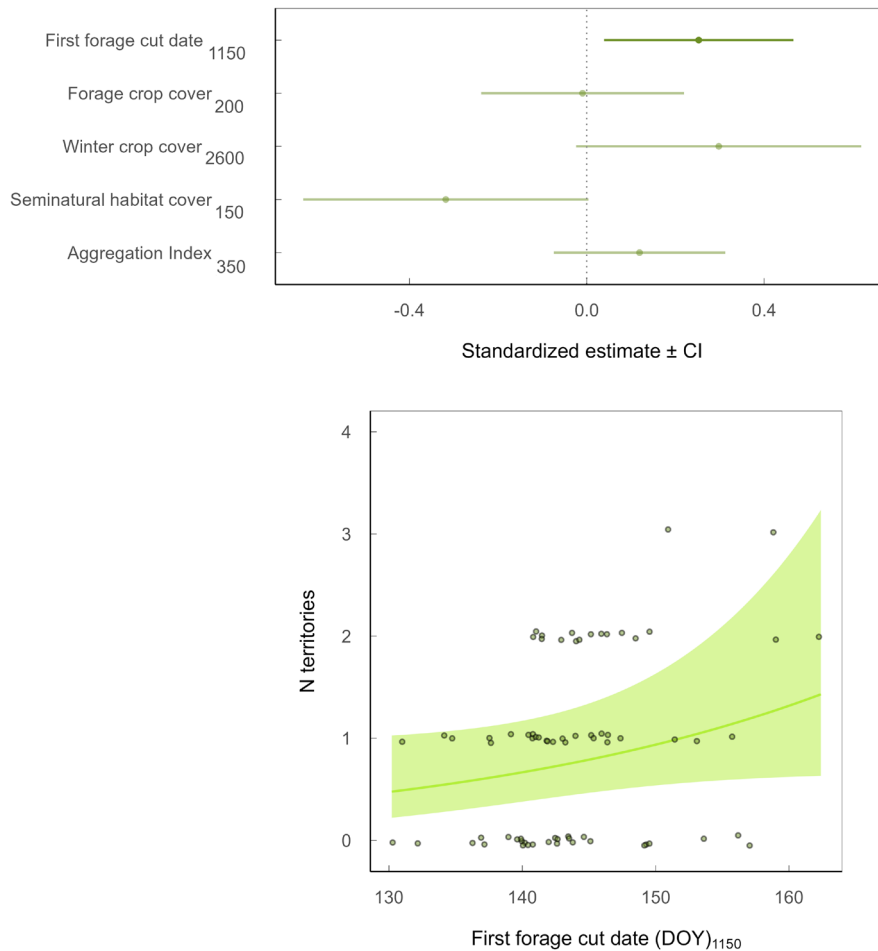 First forage cut date 1150
Forage crop cover 200
Winter crop cover 2600
Seminatural habitat cover 150
Aggregation Index 350
-0.4 0.0 0.4
Standardized estimate ± CI
4
3
2
1
0
N territories
130 140 150 160
First forage cut date (DOY)1150